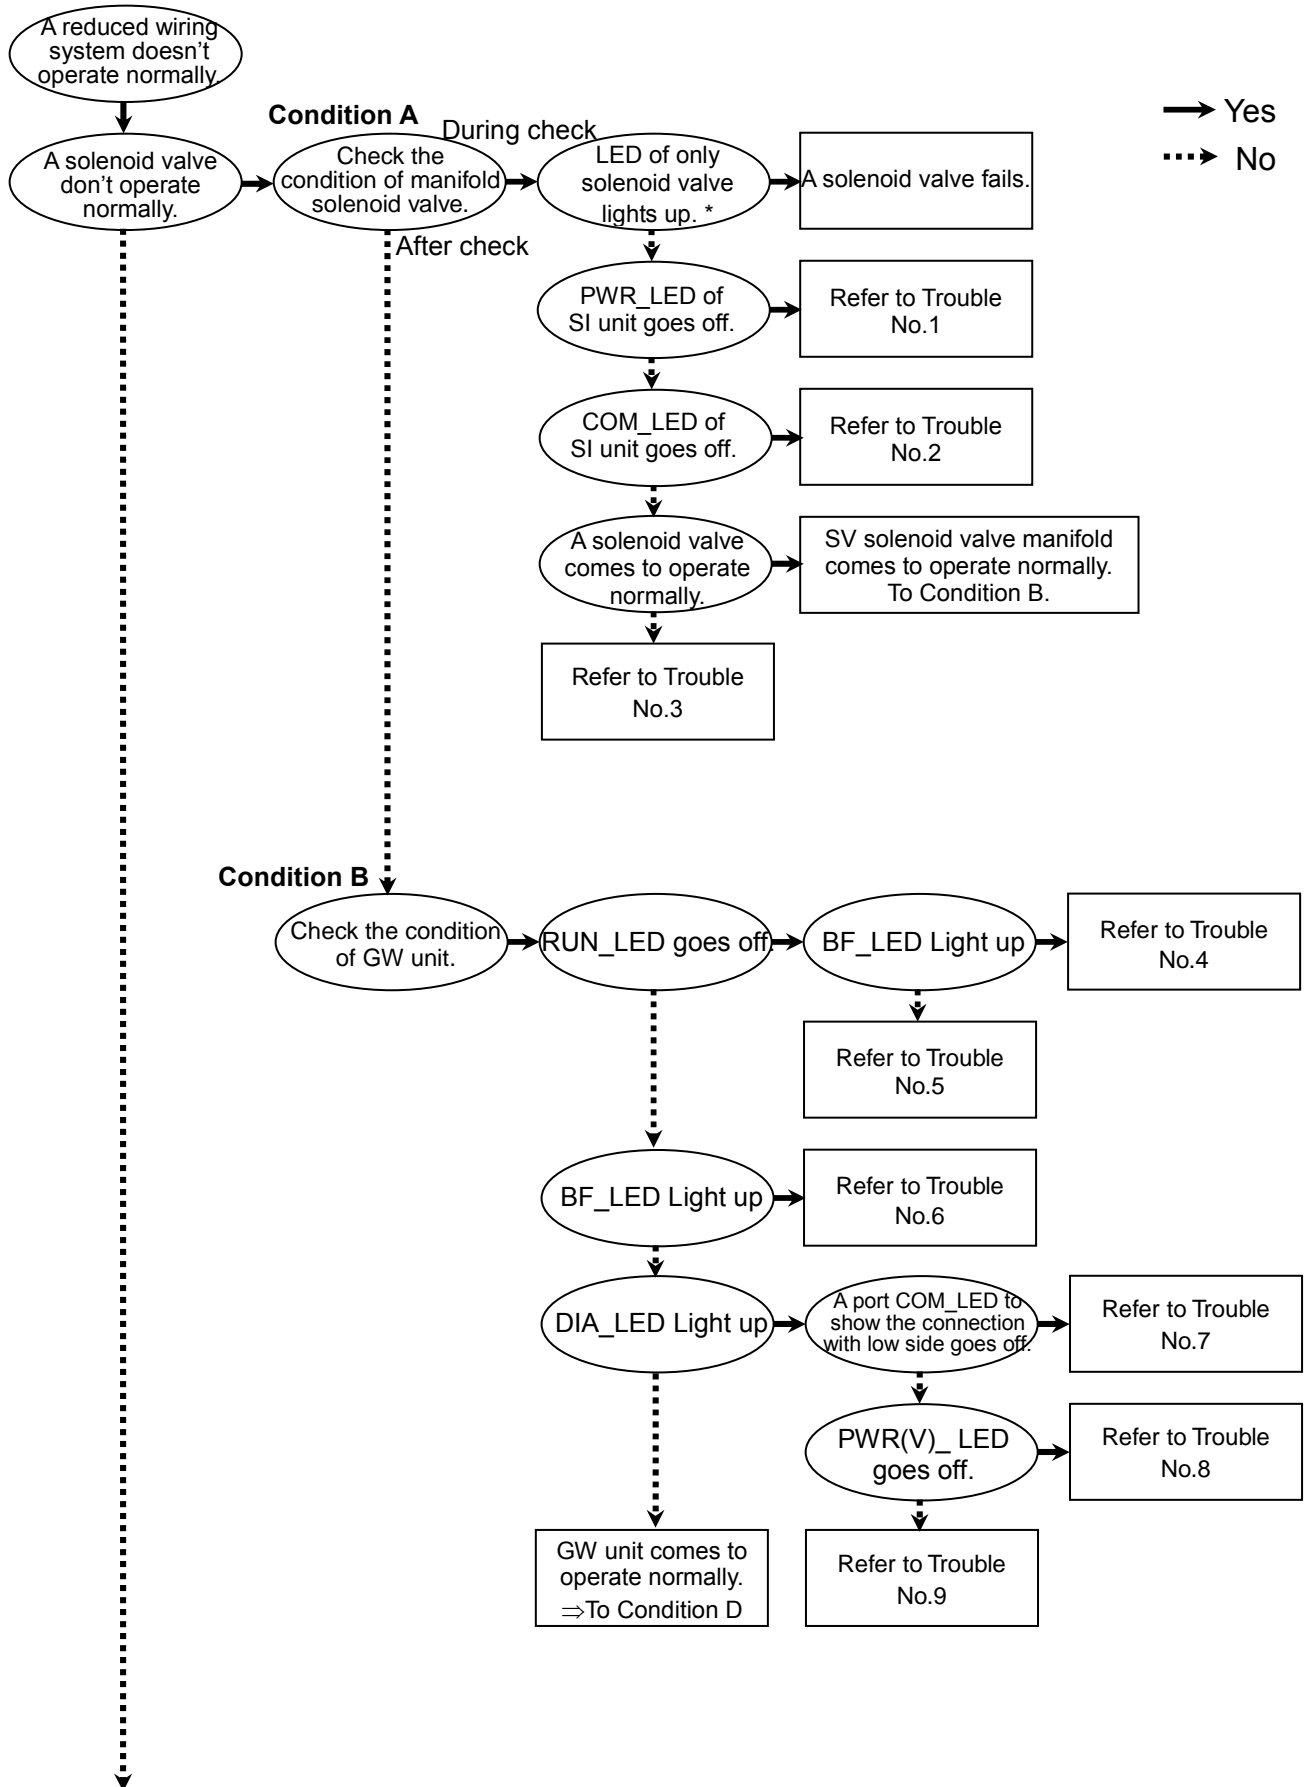 A reduced wiring
system doesn't
operate normally.
Condition A
During check
Yes
No
A solenoid valve
don't operate
normally.
Check the
condition of manifold
solenoid valve.
LED of only
solenoid valve
lights up. *
A solenoid valve fails.
After check
PWR_LED of
SI unit goes off.
Refer to Trouble
No.1
COM_LED of
SI unit goes off.
Refer to Trouble
No.2
A solenoid valve
comes to operate
normally.
SV solenoid valve manifold
comes to operate normally.
To Condition B.
Refer to Trouble
No.3
Condition B
Check the condition
of GW unit.
RUN_LED goes off.
BF_LED Light up
Refer to Trouble
No.4
Refer to Trouble
No.5
BF_LED Light up
Refer to Trouble
No.6
DIA_LED Light up
A port COM_LED to
show the connection
with low side goes off.
Refer to Trouble
No.7
PWR(V)_ LED
goes off.
Refer to Trouble
No.8
GW unit comes to
operate normally.
⇒To Condition D
Refer to Trouble
No.9